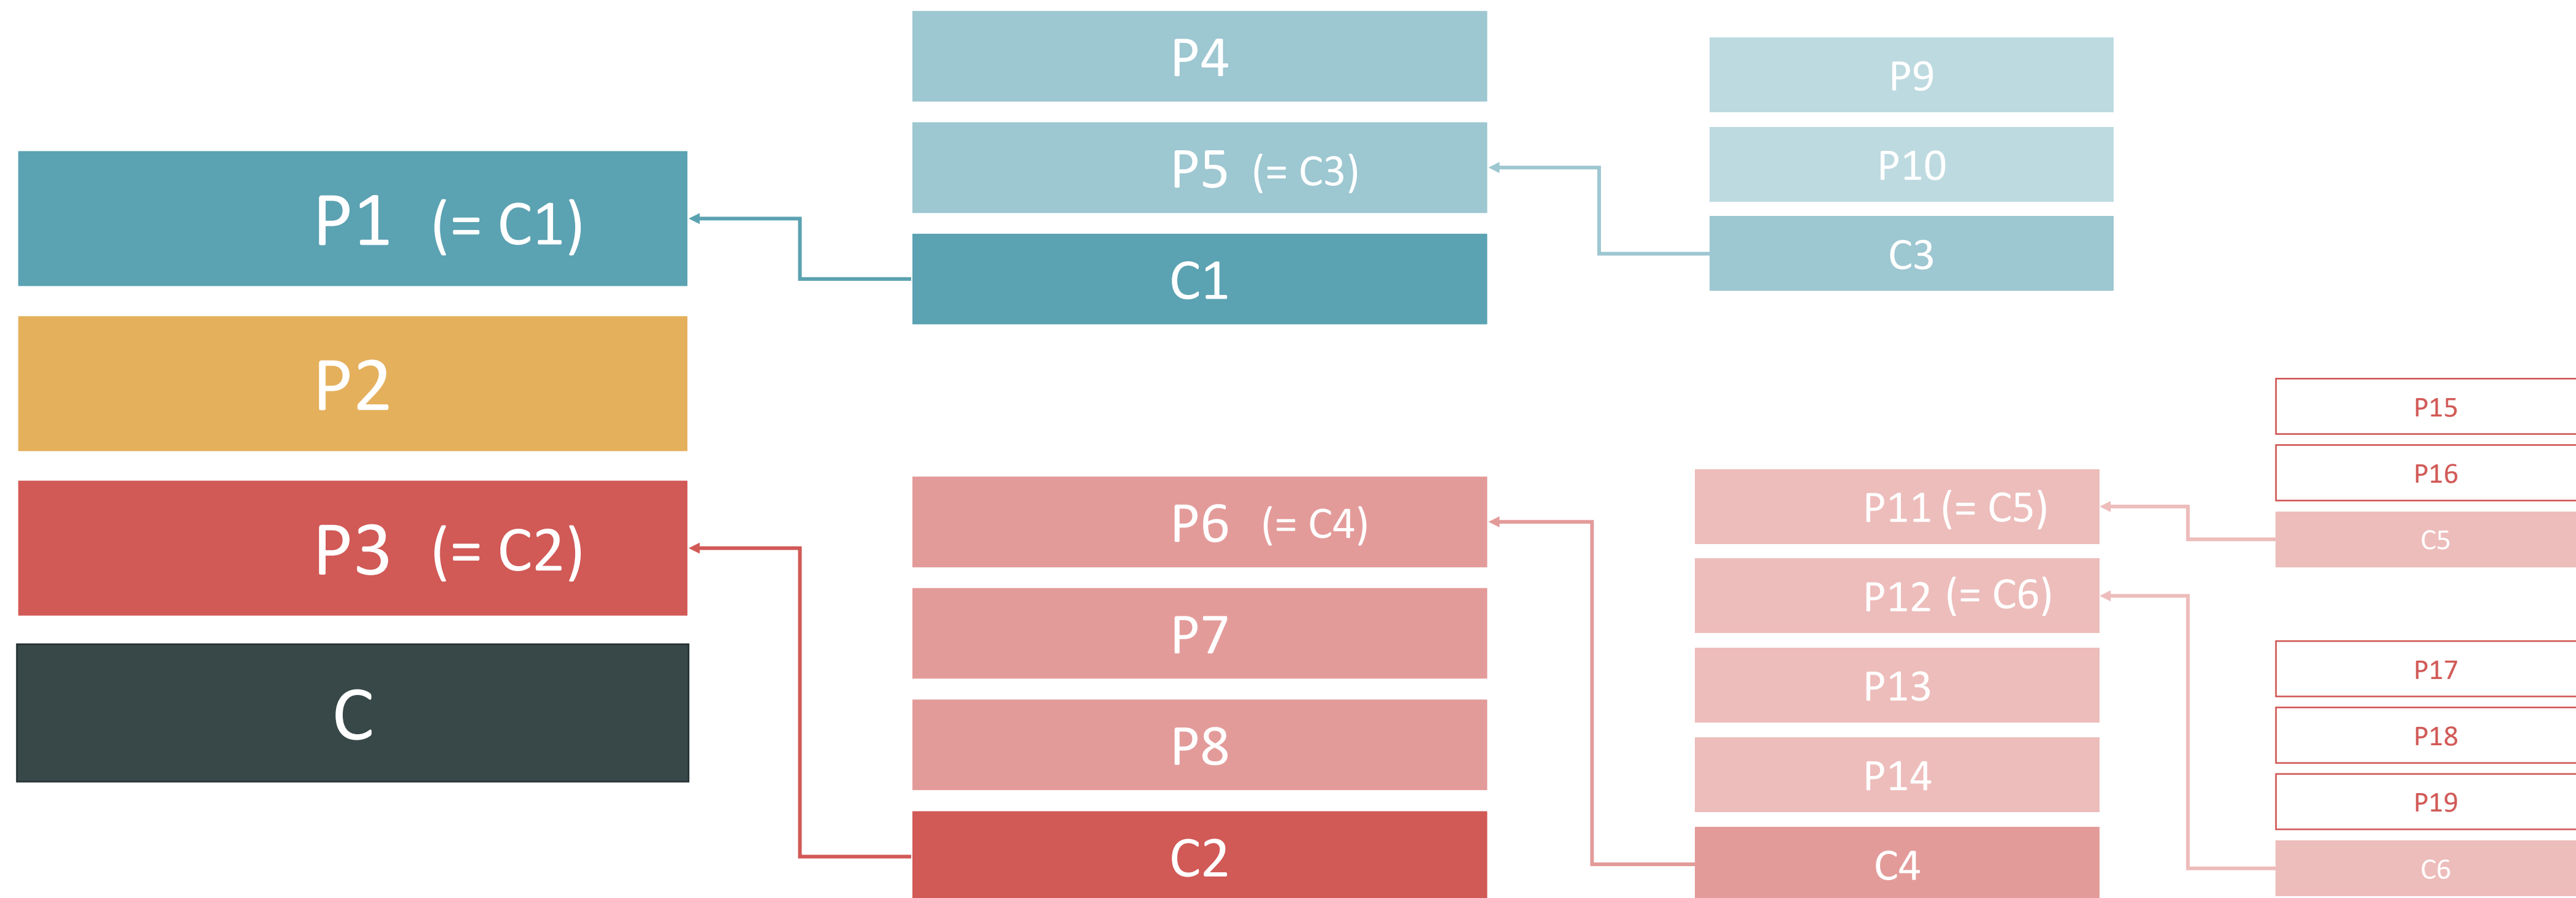 P1 (= C1)
P2
P3 (= C2)
C
P4
P5 (= C3)
C1
P6 (= C4)
P7
P8
C2
P9
P10
C3
P11 (= C5)
P12 (= C6)
P13
P14
C4
P15
P16
C5
P17
P18
P19
C6